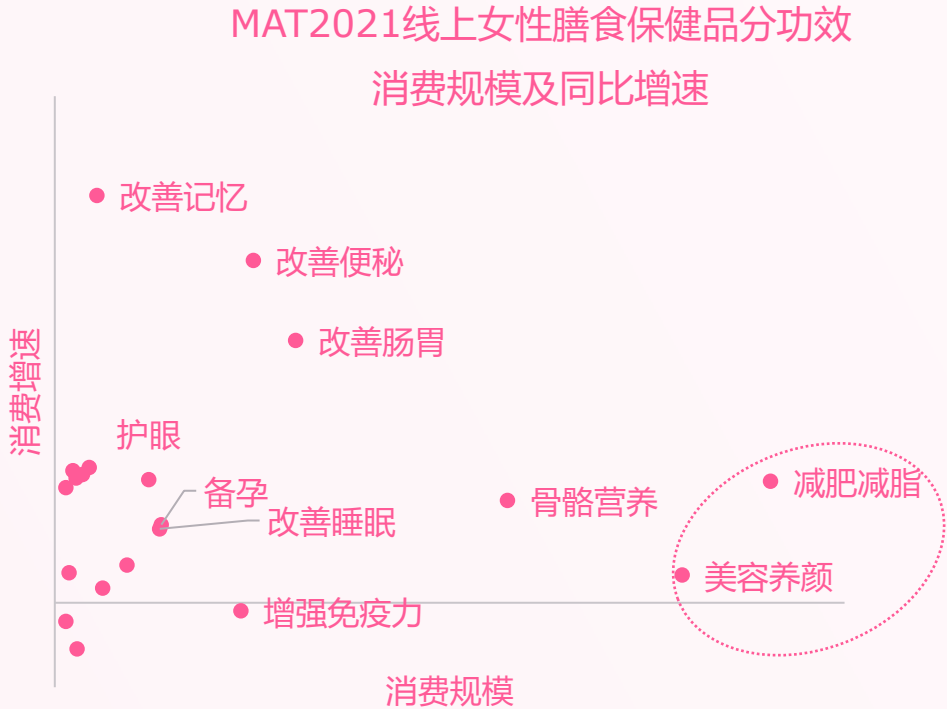 MAT2021线上女性膳食保健品分功效
消费规模及同比增速
改善记忆
改善便秘
改善肠胃
消费增速
护眼
减肥减脂
备孕
骨骼营养
改善睡眠
美容养颜
增强免疫力
消费规模